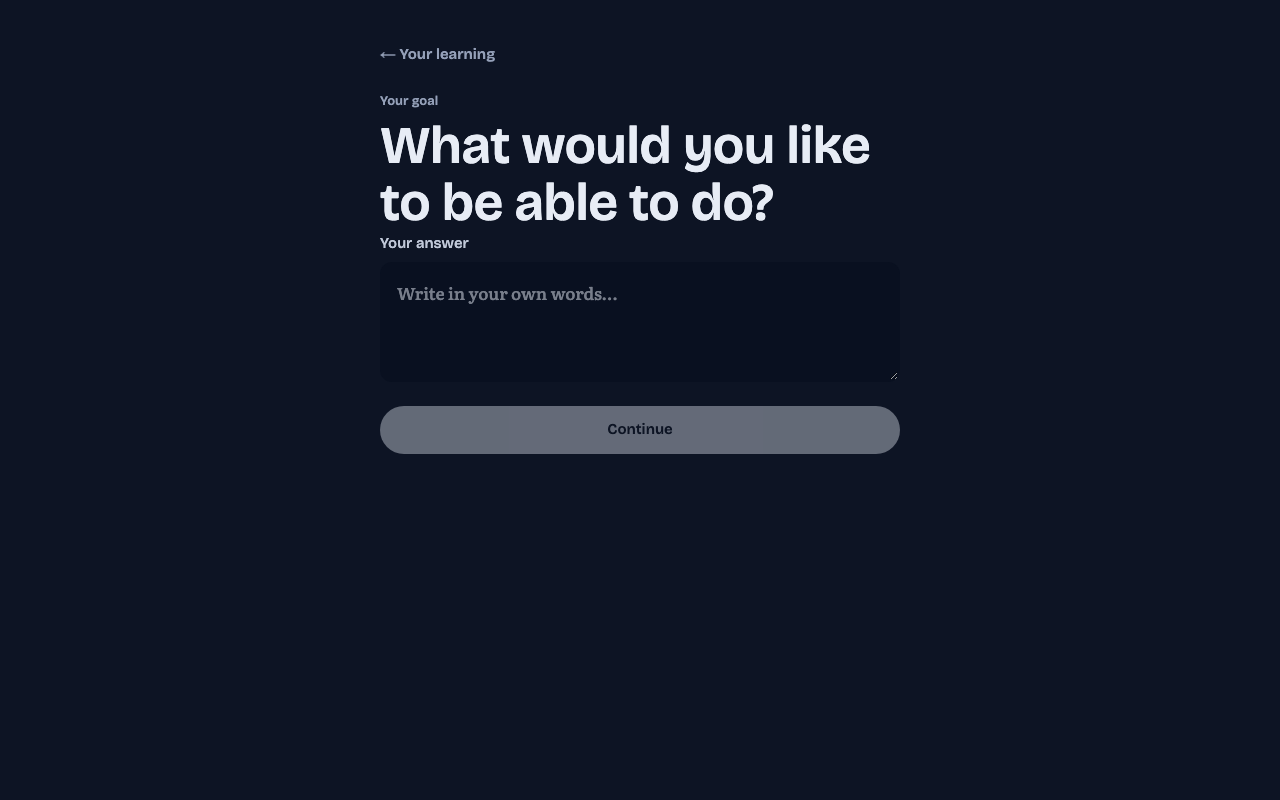 ← Your learning
Your goal
What would you like
to be able to do?
Your answer
Write in your own words…
Continue